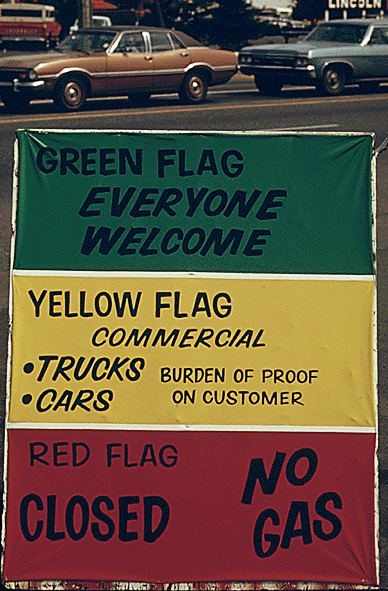 LINCOLN
GREEN FLAG
EVERYONE
WELCOME
YELLOW FLAG
COMMERCIAL
•TRUCKS
•CARS
BURDEN OF PROOF
ON CUSTOMER
RED FLAG
CLOSED
NO
GAS